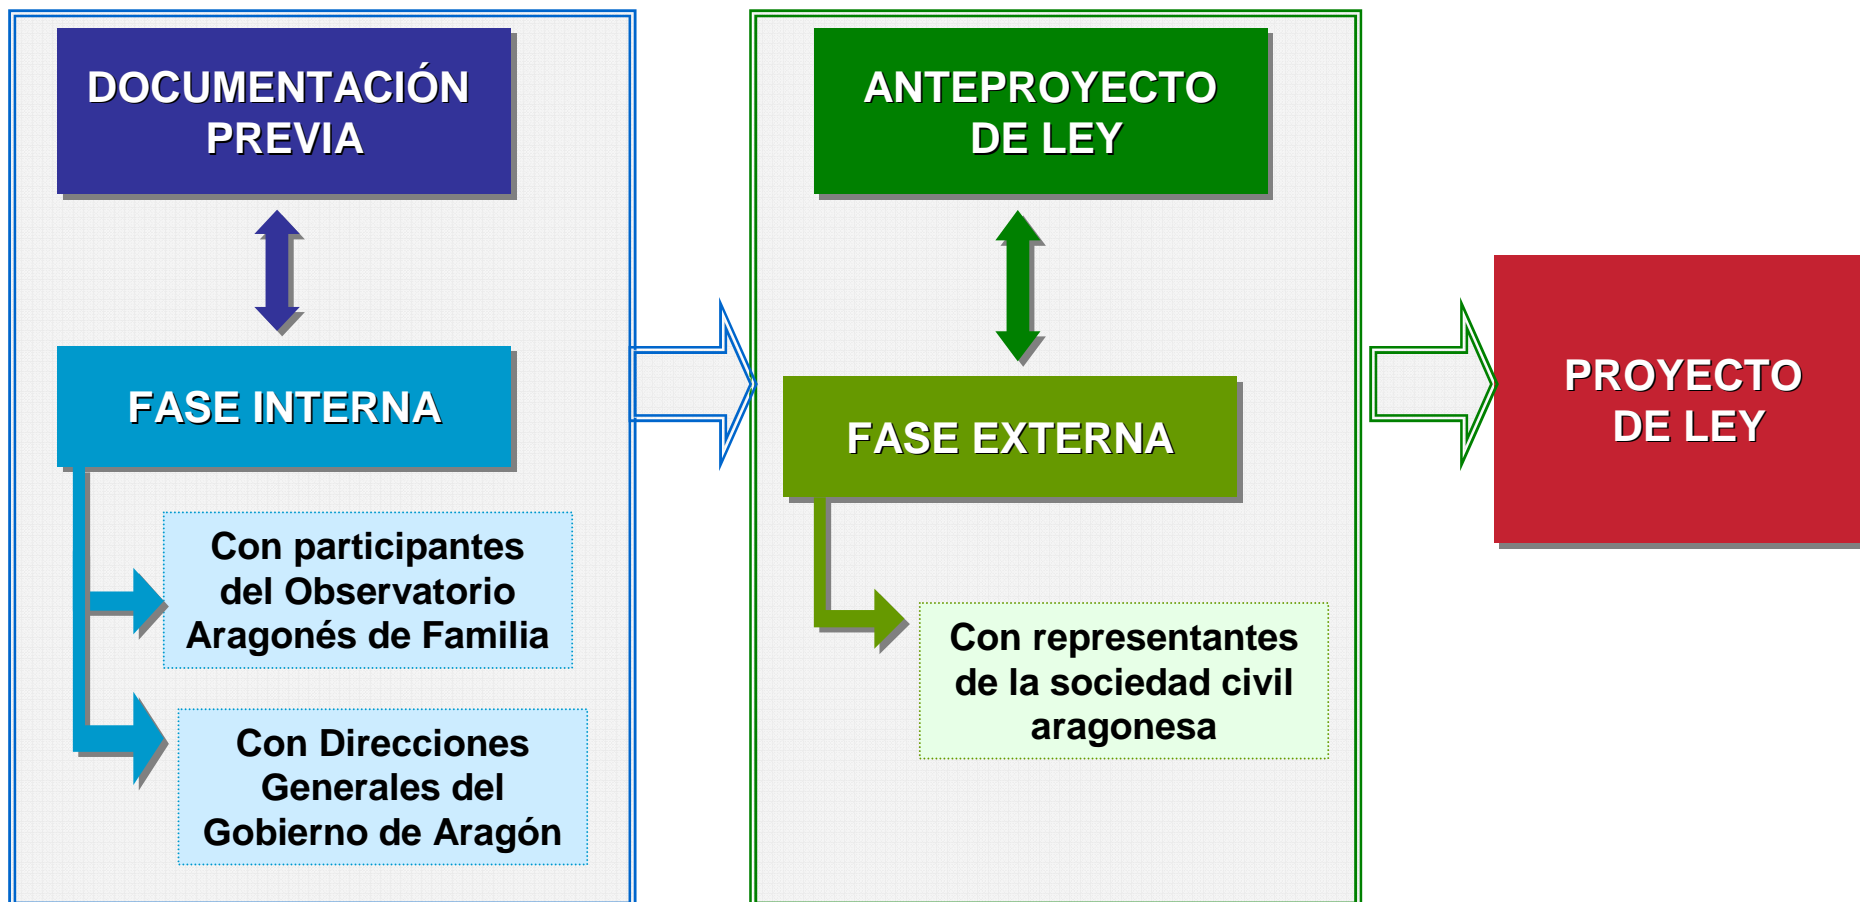 DOCUMENTACIÓN
PREVIA
FASE INTERNA
Con participantes
del Observatorio
Aragonés de Familia
Con Direcciones
Generales del
Gobierno de Aragón
ANTEPROYECTO
DE LEY
FASE EXTERNA
Con representantes
de la sociedad civil
aragonesa
PROYECTO
DE LEY